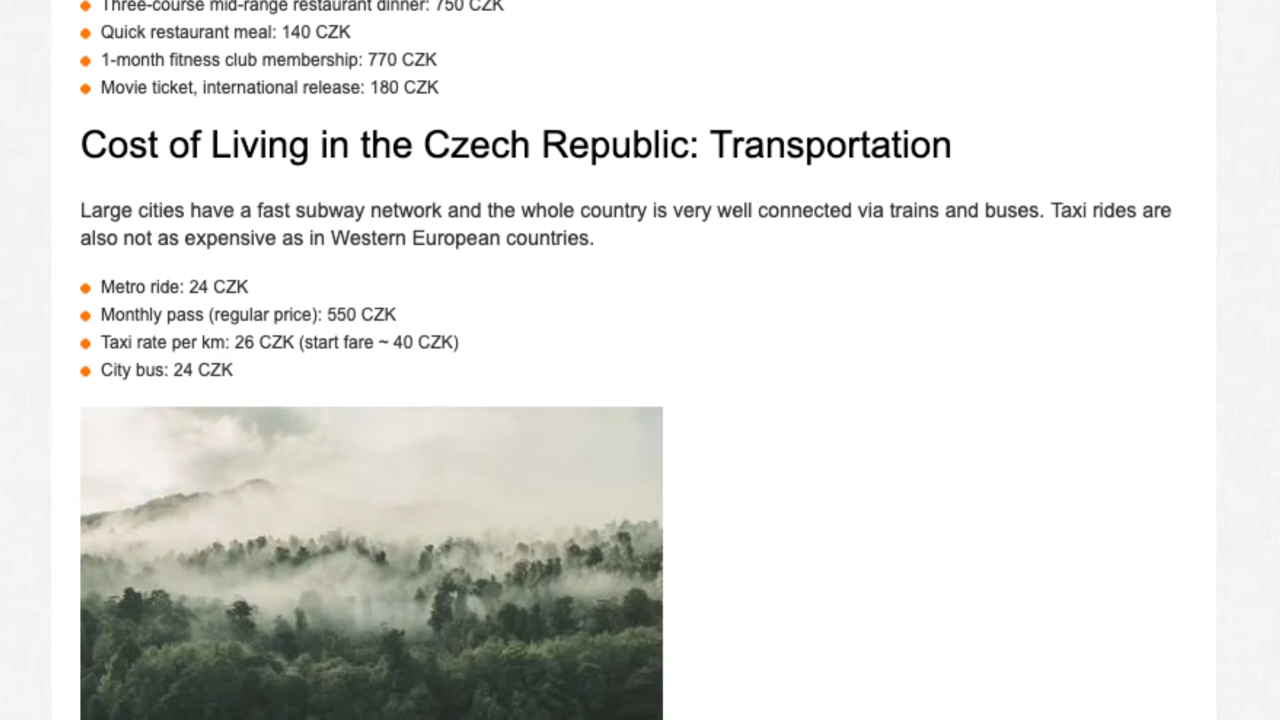 Three-course mid-range restaurant dinner: 750 CZK
Quick restaurant meal: 140 CZK
1-month fitness club membership: 770 CZK
Movie ticket, international release: 180 CZK
Cost of Living in the Czech Republic: Transportation
Large cities have a fast subway network and the whole country is very well connected via trains and buses. Taxi rides are
also not as expensive as in Western European countries.
Metro ride: 24 CZK
Monthly pass (regular price): 550 CZK
Taxi rate per km: 26 CZK (start fare ~ 40 CZK)
City bus: 24 CZK